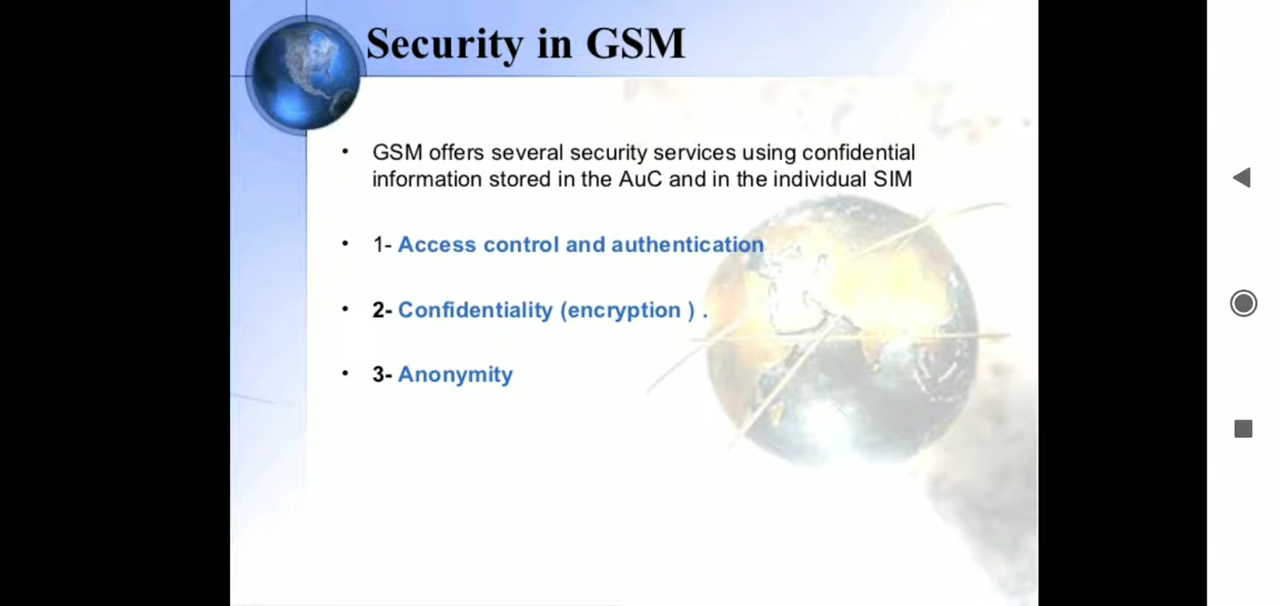 Security in GSM
• GSM offers several security services using confidential
information stored in the AuC and in the individual SIM
• 1- Access control and authentication
• 2- Confidentiality (encryption ) .
• 3- Anonymity